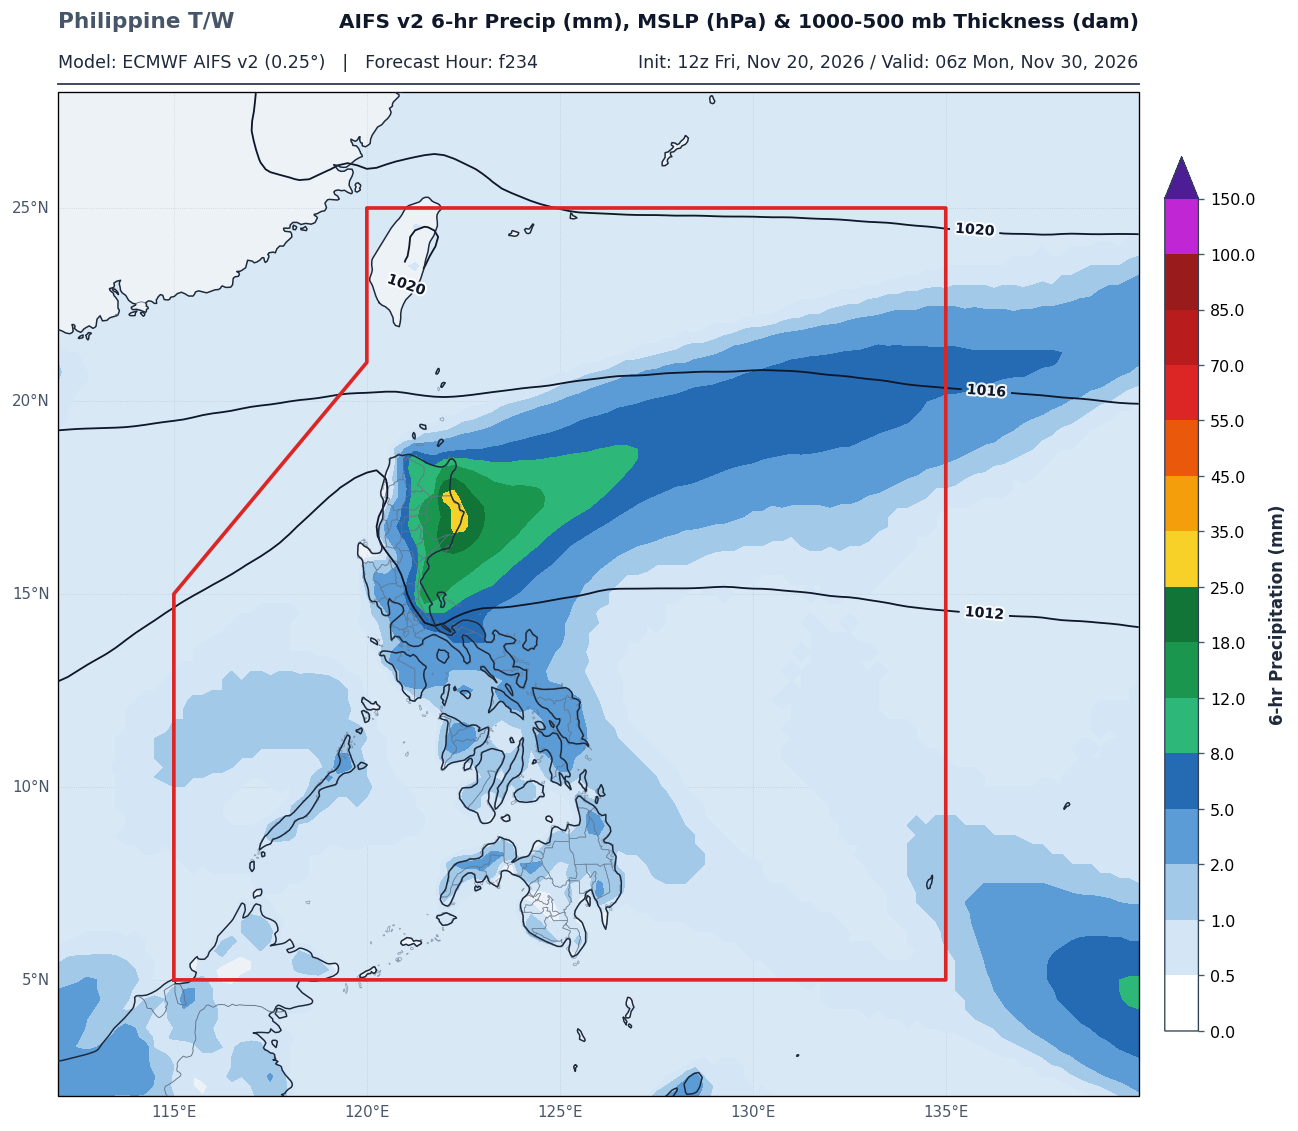 Philippine T/W
AIFS v2 6-hr Precip (mm), MSLP (hPa) & 1000-500 mb Thickness (dam)
Model: ECMWF AIFS v2 (0.25°) | Forecast Hour: f234
Init: 12z Fri, Nov 20, 2026 / Valid: 06z Mon, Nov 30, 2026
25°N
20°N
15°N
10°N
5°N
1020
1020
1016
1012
115°E
120°E
125°E
130°E
135°E
150.0
100.0
85.0
70.0
55.0
45.0
35.0
25.0
18.0
12.0
8.0
5.0
2.0
1.0
0.5
0.0
6-hr Precipitation (mm)